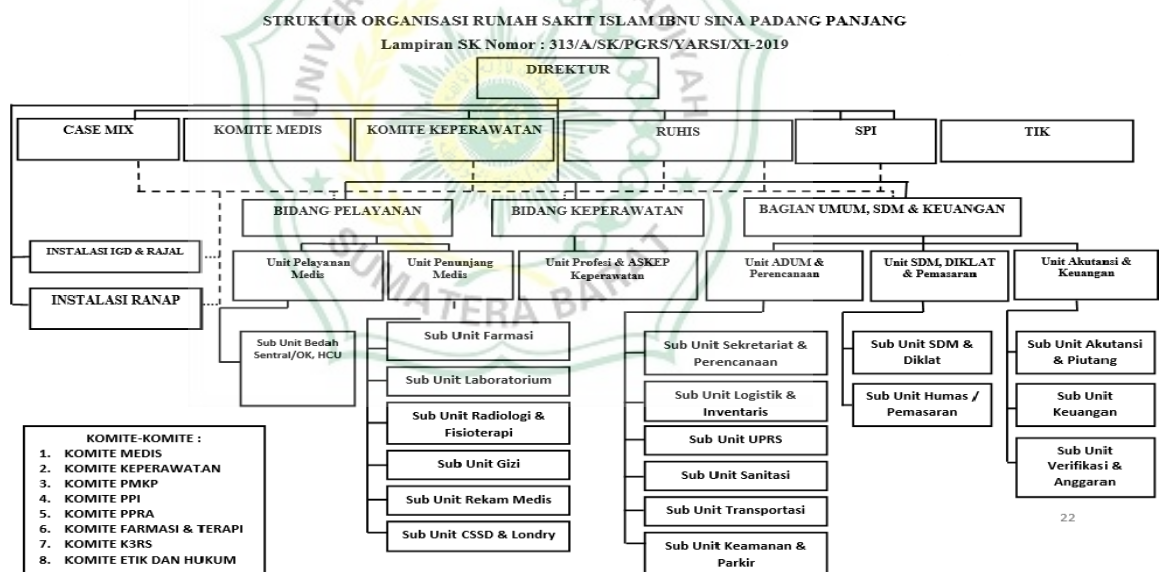 STRUKTUR ORGANISASI RUMAH SAKIT ISLAM IBNU SINA PADANG PANJANG
Lampiran SK Nomor : 313/A/SK/PGRS/YARSI/XI-2019
DIREKTUR
CASE MIX
KOMITE MEDIS
KOMITE KEPERAWATAN
RUHIS
SPI
TIK
BIDANG PELAYANAN
BIDANG KEPERAWATAN
BAGIAN UMUM, SDM & KEUANGAN
INSTALASI IGD & RAJAL
INSTALASI RANAP
Unit Pelayanan
Medis
Unit Penunjang
Medis
Unit Profesi & ASKEP
Keperawatan
Unit ADUM &
Perencanaan
Unit SDM, DIKLAT
& Pemasaran
Unit Akutansi &
Keuangan
Sub Unit Bedah
Sentral/OK, HCU
Sub Unit Farmasi
Sub Unit Laboratorium
Sub Unit Radiologi &
Fisioterapi
Sub Unit Gizi
Sub Unit Rekam Medis
Sub Unit CSSD & Londry
Sub Unit Sekretariat &
Perencanaan
Sub Unit Logistik &
Inventaris
Sub Unit UPRS
Sub Unit Sanitasi
Sub Unit Transportasi
Sub Unit Keamanan &
Parkir
Sub Unit SDM &
Diklat
Sub Unit Humas /
Pemasaran
Sub Unit Akutansi
& Piutang
Sub Unit
Keuangan
Sub Unit
Verifikasi &
Anggaran
KOMITE-KOMITE :
1. KOMITE MEDIS
2. KOMITE KEPERAWATAN
3. KOMITE PMKP
4. KOMITE PPI
5. KOMITE PPRA
6. KOMITE FARMASI & TERAPI
7. KOMITE K3RS
8. KOMITE ETIK DAN HUKUM
22
SUMATERA BARAT